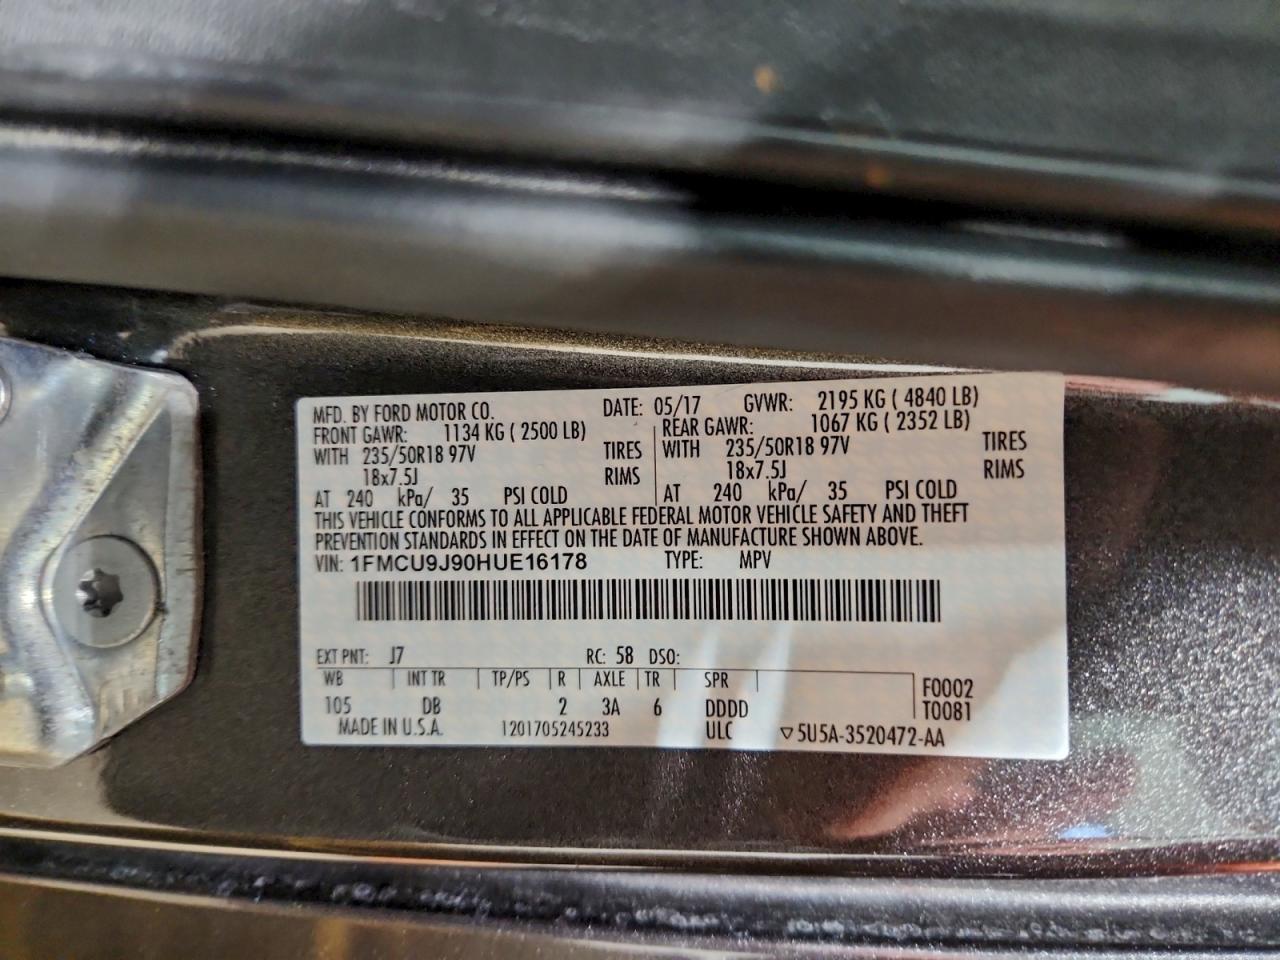 MFD. BY FORD MOTOR CO. DATE: 05/17 GVWR: 2195 KG ( 4840 LB)
FRONT GAWR: 1134 KG ( 2500 LB) REAR GAWR: 1067 KG ( 2352 LB)
WITH 235/50R18 97V TIRES WITH 235/50R18 97V TIRES
18x7.5J RIMS 18x7.5J RIMS
AT 240 kPa/ 35 PSI COLD AT 240 kPa/ 35 PSI COLD
THIS VEHICLE CONFORMS TO ALL APPLICABLE FEDERAL MOTOR VEHICLE SAFETY AND THEFT
PREVENTION STANDARDS IN EFFECT ON THE DATE OF MANUFACTURE SHOWN ABOVE.
VIN: 1FMCU9J90HUE16178 TYPE: MPV
EXT PNT: J7 RC: 58 DSO:
WB INT TR TP/PS R AXLE TR SPR F0002
105 DB 2 3A 6 DDDD T0081
MADE IN U.S.A. 1201705245233 ULC ▽5U5A-3520472-AA